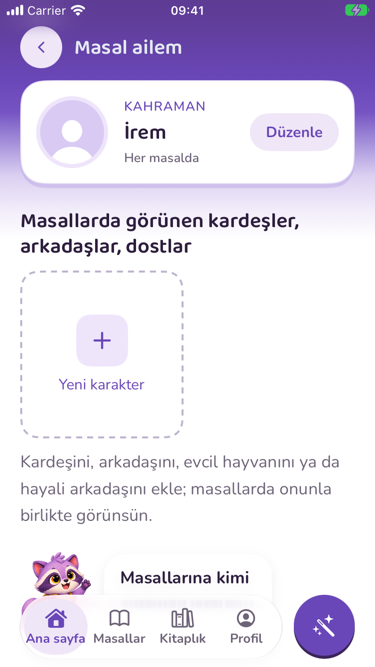 Carrier
09:41
Masal ailem
KAHRAMAN
İrem
Her masalda
Düzenle
Masallarda görünen kardeşler,
arkadaşlar, dostlar
Yeni karakter
Kardeşini, arkadaşını, evcil hayvanını ya da
hayali arkadaşını ekle; masallarda onunla
birlikte görünsün.
Masallarına kimi
Ana sayfa
Masallar
Kitaplık
Profil